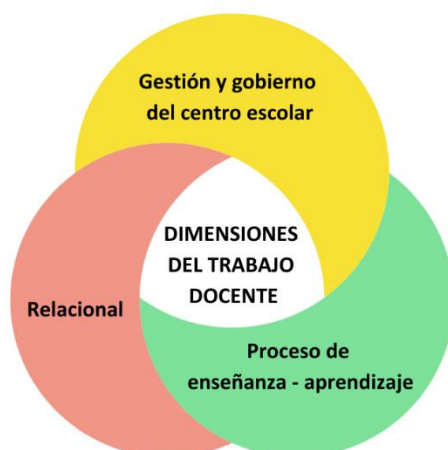 Gestión y gobierno
del centro escolar
DIMENSIONES
DEL TRABAJO
DOCENTE
Relacional
Proceso de
enseñanza - aprendizaje